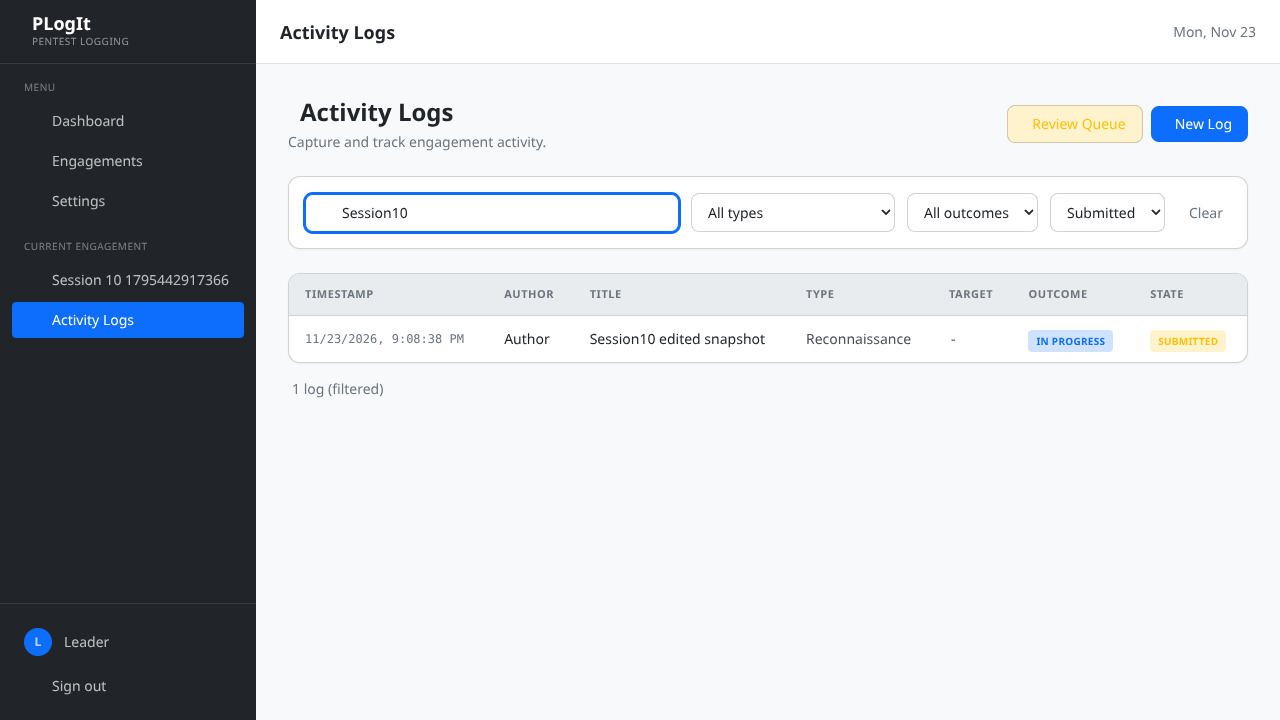 PLogIt
PENTEST LOGGING
MENU
Dashboard
Engagements
Settings
CURRENT ENGAGEMENT
Session 10 1795442917366
Activity Logs
L Leader
Sign out
Activity Logs
Mon, Nov 23
Activity Logs
Capture and track engagement activity.
Review Queue
New Log
Session10
All types
All outcomes
Submitted
Clear
TIMESTAMP AUTHOR TITLE TYPE TARGET OUTCOME STATE
11/23/2026, 9:08:38 PM Author Session10 edited snapshot Reconnaissance - IN PROGRESS SUBMITTED
1 log (filtered)